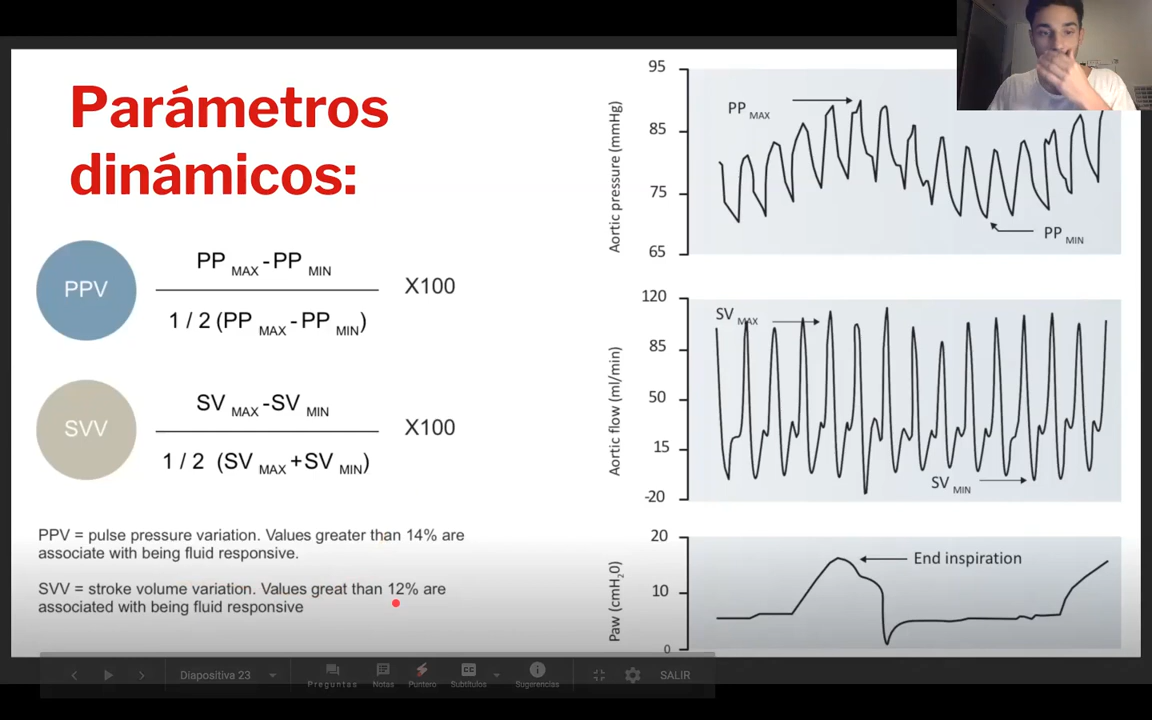 Parámetros
dinámicos:
PPV
PP MAX - PP MIN
1 / 2 (PP MAX - PP MIN)
X100
SVV
SV MAX - SV MIN
1 / 2 (SV MAX + SV MIN)
X100
PPV = pulse pressure variation. Values greater than 14% are
associate with being fluid responsive.
SVV = stroke volume variation. Values great than 12% are
associated with being fluid responsive
Aortic pressure (mmHg)
95
85
75
65
PP MAX
PP MIN
Aortic flow (ml/min)
120
85
50
15
-20
SV MAX
SV MIN
Paw (cmH2O)
20
10
0
End inspiration
Diapositiva 23
Preguntas
Notas
Puntero
CC
Subtítulos
Sugerencias
SALIR